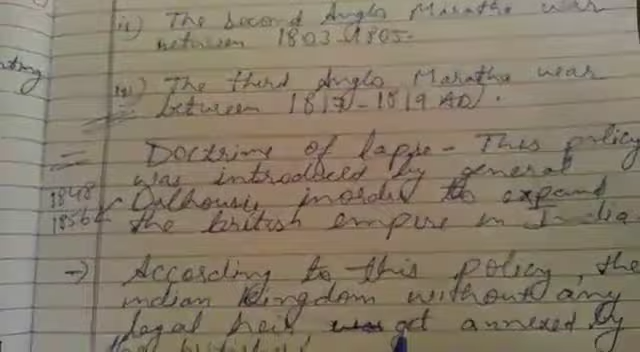 ii) The second Anglo Maratha war
between 1803-1805.
iii) The third Anglo Maratha war
between 1817-1819 AD.
= Doctrine of lapse - This policy
was introduced by general
1848 Dalhousie inorder to expand
1856 the british empire in India
→ According to this policy, the
indian kingdom without any
legal heir get annexed by